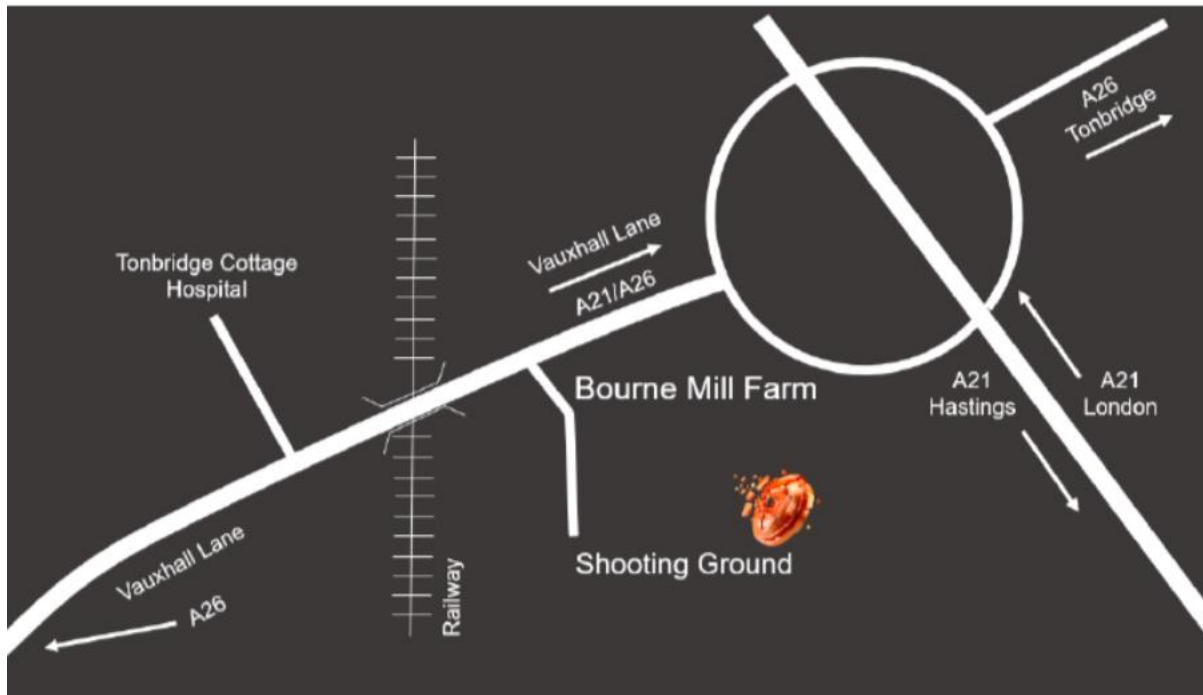 A26
Tonbridge
Vauxhall Lane
A21/A26
Tonbridge Cottage
Hospital
Bourne Mill Farm
A21
Hastings
A21
London
Shooting Ground
Vauxhall Lane
A26
Railway